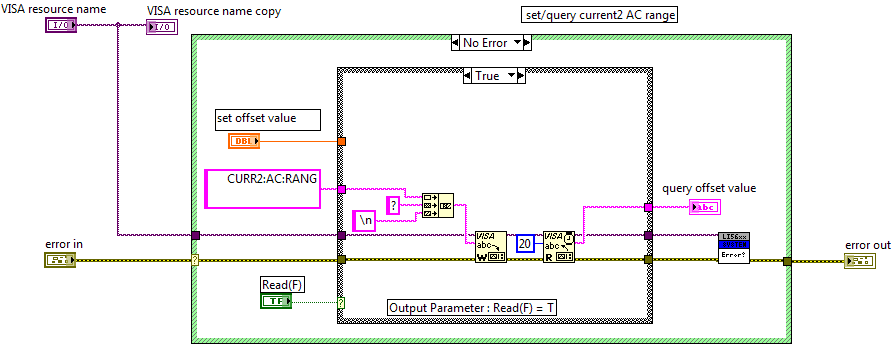 set/query current2 AC range
VISA resource name
VISA resource name copy
I/O
I/O
No Error
True
set offset value
DBL
CURR2:AC:RANG
?
\n
query offset value
abc
VISA
abc
W
20
VISA
abc
R
Error?
error in
error out
?
Read(F)
TF
?
Output Parameter : Read(F) = T